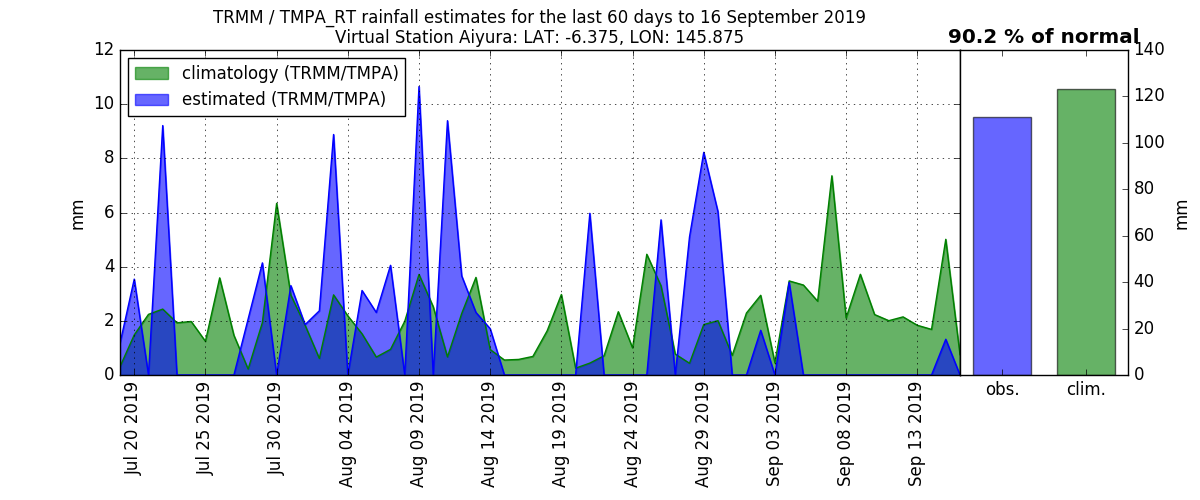 TRMM / TMPA_RT rainfall estimates for the last 60 days to 16 September 2019
Virtual Station Aiyura: LAT: -6.375, LON: 145.875
90.2 % of normal
climatology (TRMM/TMPA)
estimated (TRMM/TMPA)
12
10
8
6
4
2
0
mm
Jul 20 2019
Jul 25 2019
Jul 30 2019
Aug 04 2019
Aug 09 2019
Aug 14 2019
Aug 19 2019
Aug 24 2019
Aug 29 2019
Sep 03 2019
Sep 08 2019
Sep 13 2019
140
120
100
80
60
40
20
0
mm
obs.
clim.